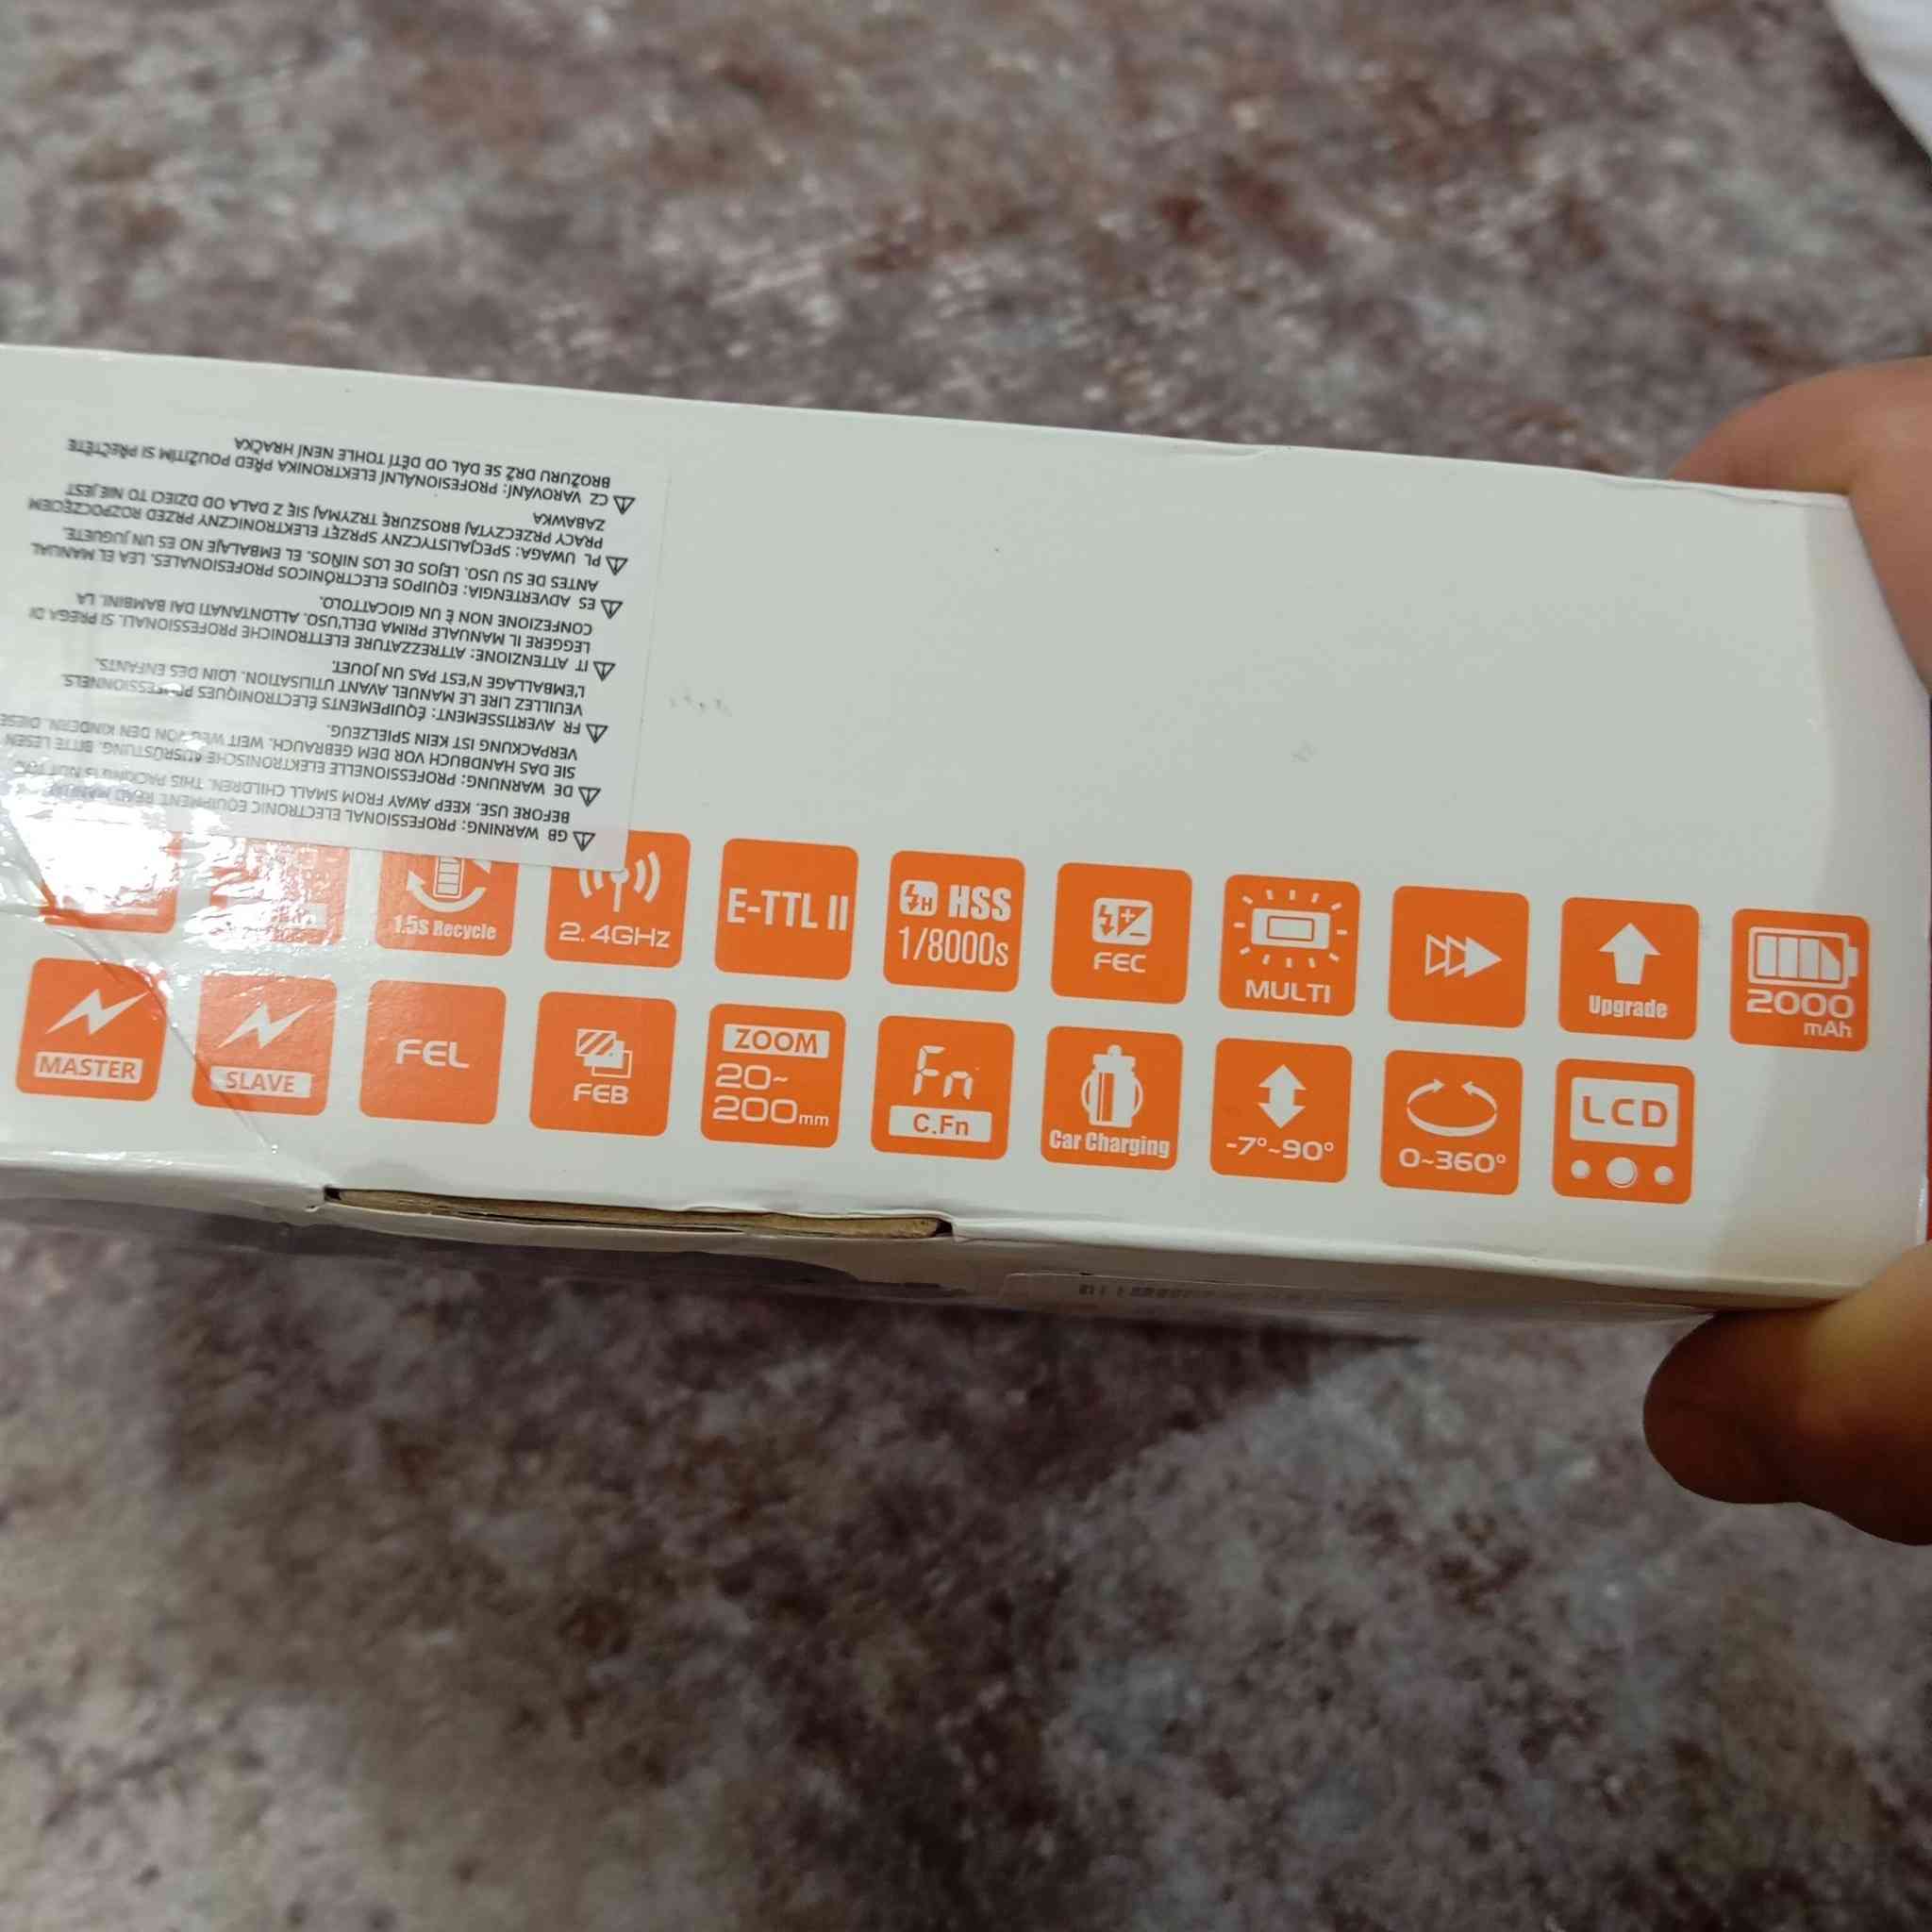 1.5s Recycle
2.4GHz
E-TTL II
HSS
1/8000s
FEC
MULTI
Upgrade
2000
mAh
MASTER
SLAVE
FEL
FEB
ZOOM
20~
200mm
Fn
C.Fn
Car Charging
-7°~90°
0~360°
LCD
GB WARNING: PROFESSIONAL ELECTRONIC EQUIPMENT. READ
BEFORE USE. KEEP AWAY FROM SMALL CHILDREN. THIS PACKING IS NOT
DE WARNUNG: PROFESSIONELLE ELEKTRONISCHE AUSRÜSTUNG. BITTE LESEN
SIE DAS HANDBUCH VOR DEM GEBRAUCH. WEIT WEG VON DEN KINDERN. DIESE
VERPACKUNG IST KEIN SPIELZEUG.
FR AVERTISSEMENT: ÉQUIPEMENTS ÉLECTRONIQUES PROFESSIONNELS.
VEUILLEZ LIRE LE MANUEL AVANT UTILISATION. LOIN DES ENFANTS.
L'EMBALLAGE N'EST PAS UN JOUET.
IT ATTENZIONE: ATTREZZATURE ELETTRONICHE PROFESSIONALI. SI PREGA DI
LEGGERE IL MANUALE PRIMA DELL'USO. ALLONTANATI DAI BAMBINI. LA
CONFEZIONE NON È UN GIOCATTOLO.
ES ADVERTENGIA: EQUIPOS ELECTRÓNICOS PROFESIONALES. LEA EL MANUAL
ANTES DE SU USO. LEJOS DE LOS NIÑOS. EL EMBALAJE NO ES UN JUGUETE.
PL UWAGA: SPECJALISTYCZNY SPRZĘT ELEKTRONICZNY PRZED ROZPOCZĘCIEM
PRACY PRZECZYTAJ BROSZURĘ TRZYMAJ SIĘ Z DALA OD DZIECI TO NIE JEST
ZABAWKA
CZ VAROVÁNÍ: PROFESIONÁLNÍ ELEKTRONIKA PŘED POUŽITÍM SI PŘEČTĚTE
BROŽURU DRŽ SE DÁL OD DĚTÍ TOHLE NENÍ HRAČKA